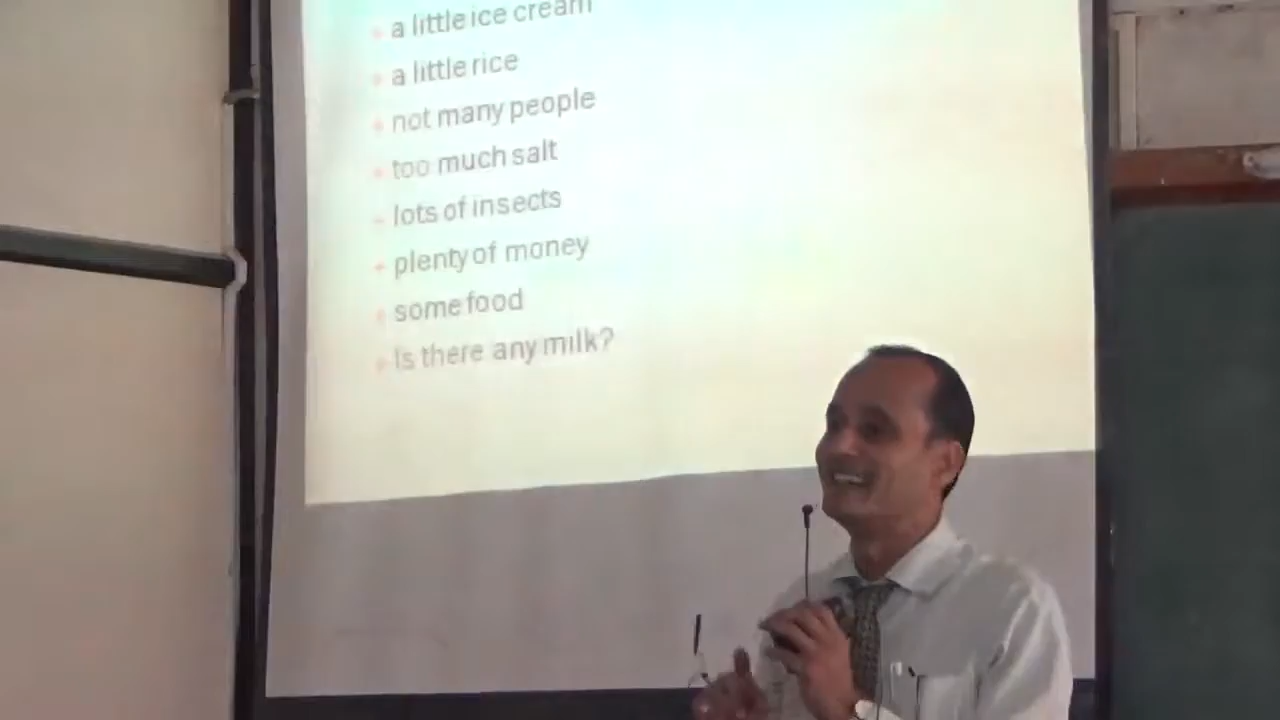 a little ice cream
a little rice
not many people
too much salt
lots of insects
plenty of money
some food
Is there any milk?